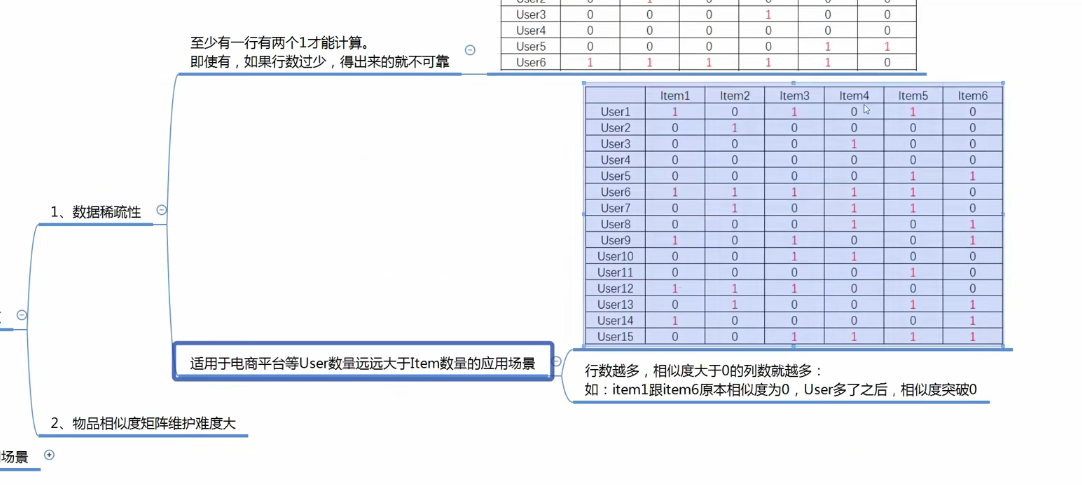 User3 0 0 0 1 0 0
User4 0 0 0 0 0 0
User5 0 0 0 0 1 1
User6 1 1 1 1 1 0
至少有一行有两个1才能计算。
即使有，如果行数过少，得出来的就不可靠
Item1 Item2 Item3 Item4 Item5 Item6
User1 1 0 1 0 1 0
User2 0 1 0 0 0 0
User3 0 0 0 1 0 0
User4 0 0 0 0 0 0
User5 0 0 0 0 1 1
User6 1 1 1 1 1 0
User7 0 1 0 1 1 0
User8 0 0 0 1 0 1
User9 1 0 1 0 0 1
User10 0 0 1 1 0 0
User11 0 0 0 0 1 0
User12 1 1 1 0 0 0
User13 0 1 0 0 1 1
User14 1 0 0 0 0 1
User15 0 0 1 1 1 1
1、数据稀疏性
适用于电商平台等User数量远远大于Item数量的应用场景
行数越多，相似度大于0的列数就越多：
如：item1跟item6原本相似度为0，User多了之后，相似度突破0
2、物品相似度矩阵维护难度大
场景